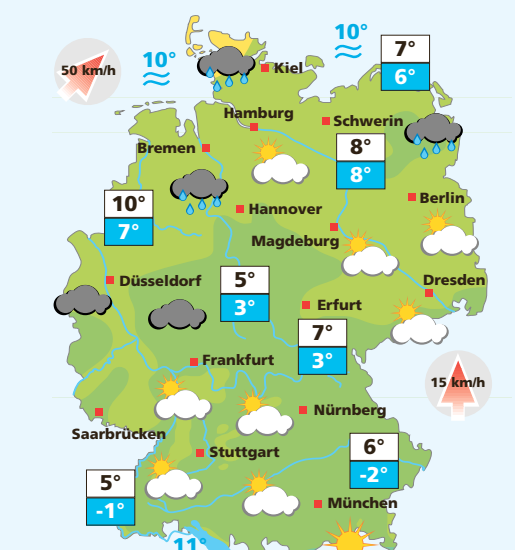 10°
7°
6°
50 km/h
10°
Kiel
Hamburg
Schwerin
Bremen
8°
8°
10°
7°
Hannover
Berlin
Magdeburg
Düsseldorf
5°
3°
Dresden
Erfurt
7°
3°
Frankfurt
15 km/h
Nürnberg
Saarbrücken
Stuttgart
6°
-2°
5°
-1°
München
11°